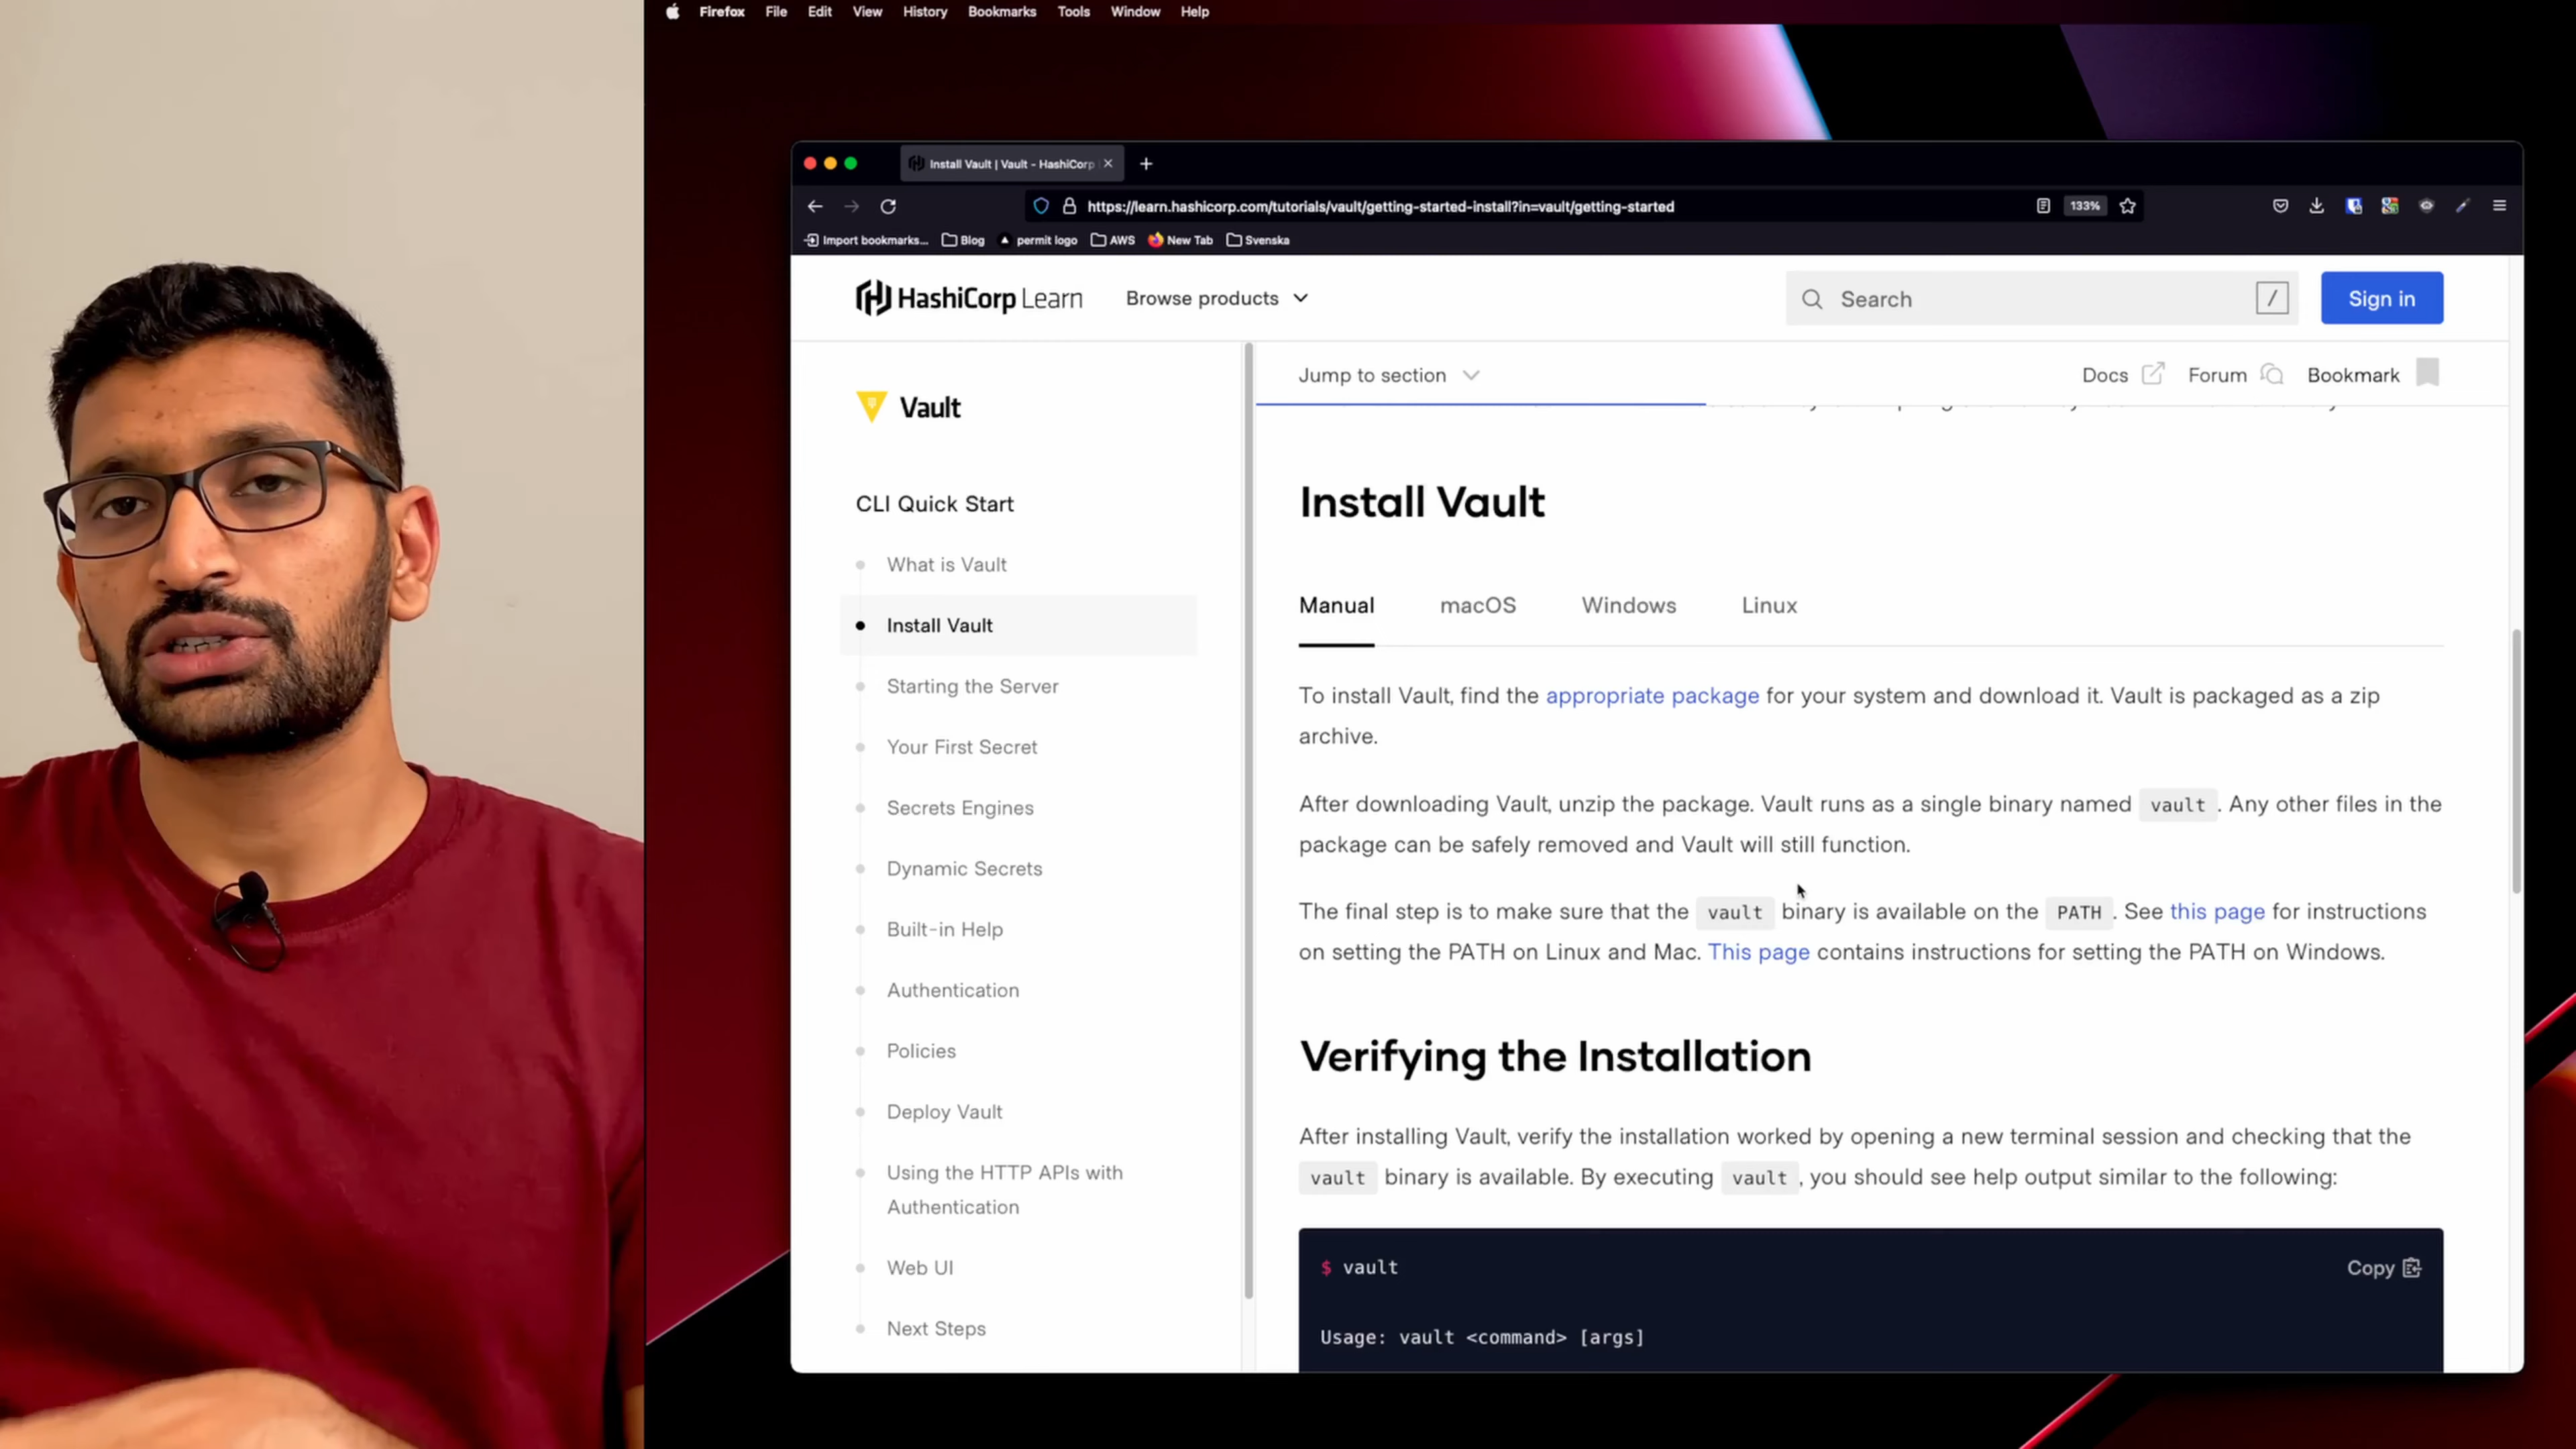 Firefox File Edit View History Bookmarks Tools Window Help
Install Vault | Vault - HashiCorp
https://learn.hashicorp.com/tutorials/vault/getting-started-install?in=vault/getting-started
133%
Import bookmarks... Blog permit logo AWS New Tab Svenska
HashiCorp Learn Browse products Search / Sign in
Vault
CLI Quick Start
What is Vault
Install Vault
Starting the Server
Your First Secret
Secrets Engines
Dynamic Secrets
Built-in Help
Authentication
Policies
Deploy Vault
Using the HTTP APIs with
Authentication
Web UI
Next Steps
Jump to section Docs Forum Bookmark
Install Vault
Manual macOS Windows Linux
To install Vault, find the appropriate package for your system and download it. Vault is packaged as a zip
archive.
After downloading Vault, unzip the package. Vault runs as a single binary named vault. Any other files in the
package can be safely removed and Vault will still function.
The final step is to make sure that the vault binary is available on the PATH. See this page for instructions
on setting the PATH on Linux and Mac. This page contains instructions for setting the PATH on Windows.
Verifying the Installation
After installing Vault, verify the installation worked by opening a new terminal session and checking that the
vault binary is available. By executing vault, you should see help output similar to the following:
$ vault
Copy
Usage: vault <command> [args]